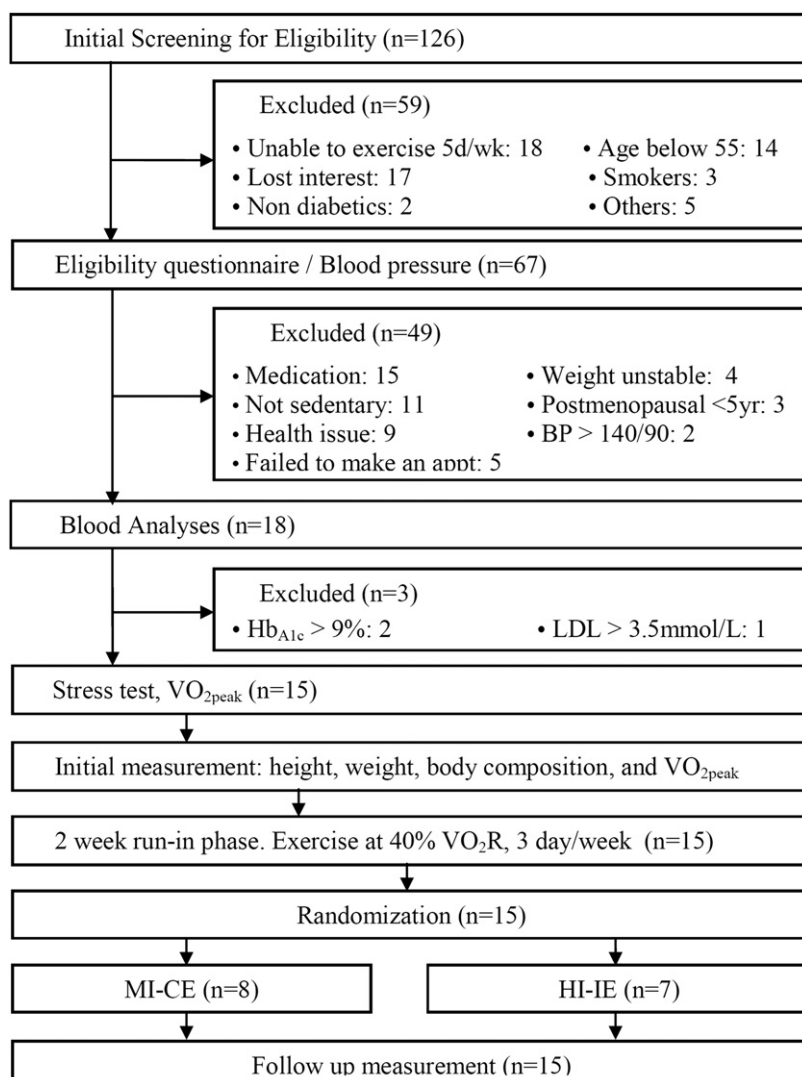 Initial Screening for Eligibility (n=126)
Excluded (n=59)
• Unable to exercise 5d/wk: 18 • Age below 55: 14
• Lost interest: 17 • Smokers: 3
• Non diabetics: 2 • Others: 5
Eligibility questionnaire / Blood pressure (n=67)
Excluded (n=49)
• Medication: 15 • Weight unstable: 4
• Not sedentary: 11 • Postmenopausal <5yr: 3
• Health issue: 9 • BP > 140/90: 2
• Failed to make an appt: 5
Blood Analyses (n=18)
Excluded (n=3)
• HbA1c > 9%: 2 • LDL > 3.5mmol/L: 1
Stress test, VO2peak (n=15)
Initial measurement: height, weight, body composition, and VO2peak
2 week run-in phase. Exercise at 40% VO2R, 3 day/week (n=15)
Randomization (n=15)
MI-CE (n=8) HI-IE (n=7)
Follow up measurement (n=15)